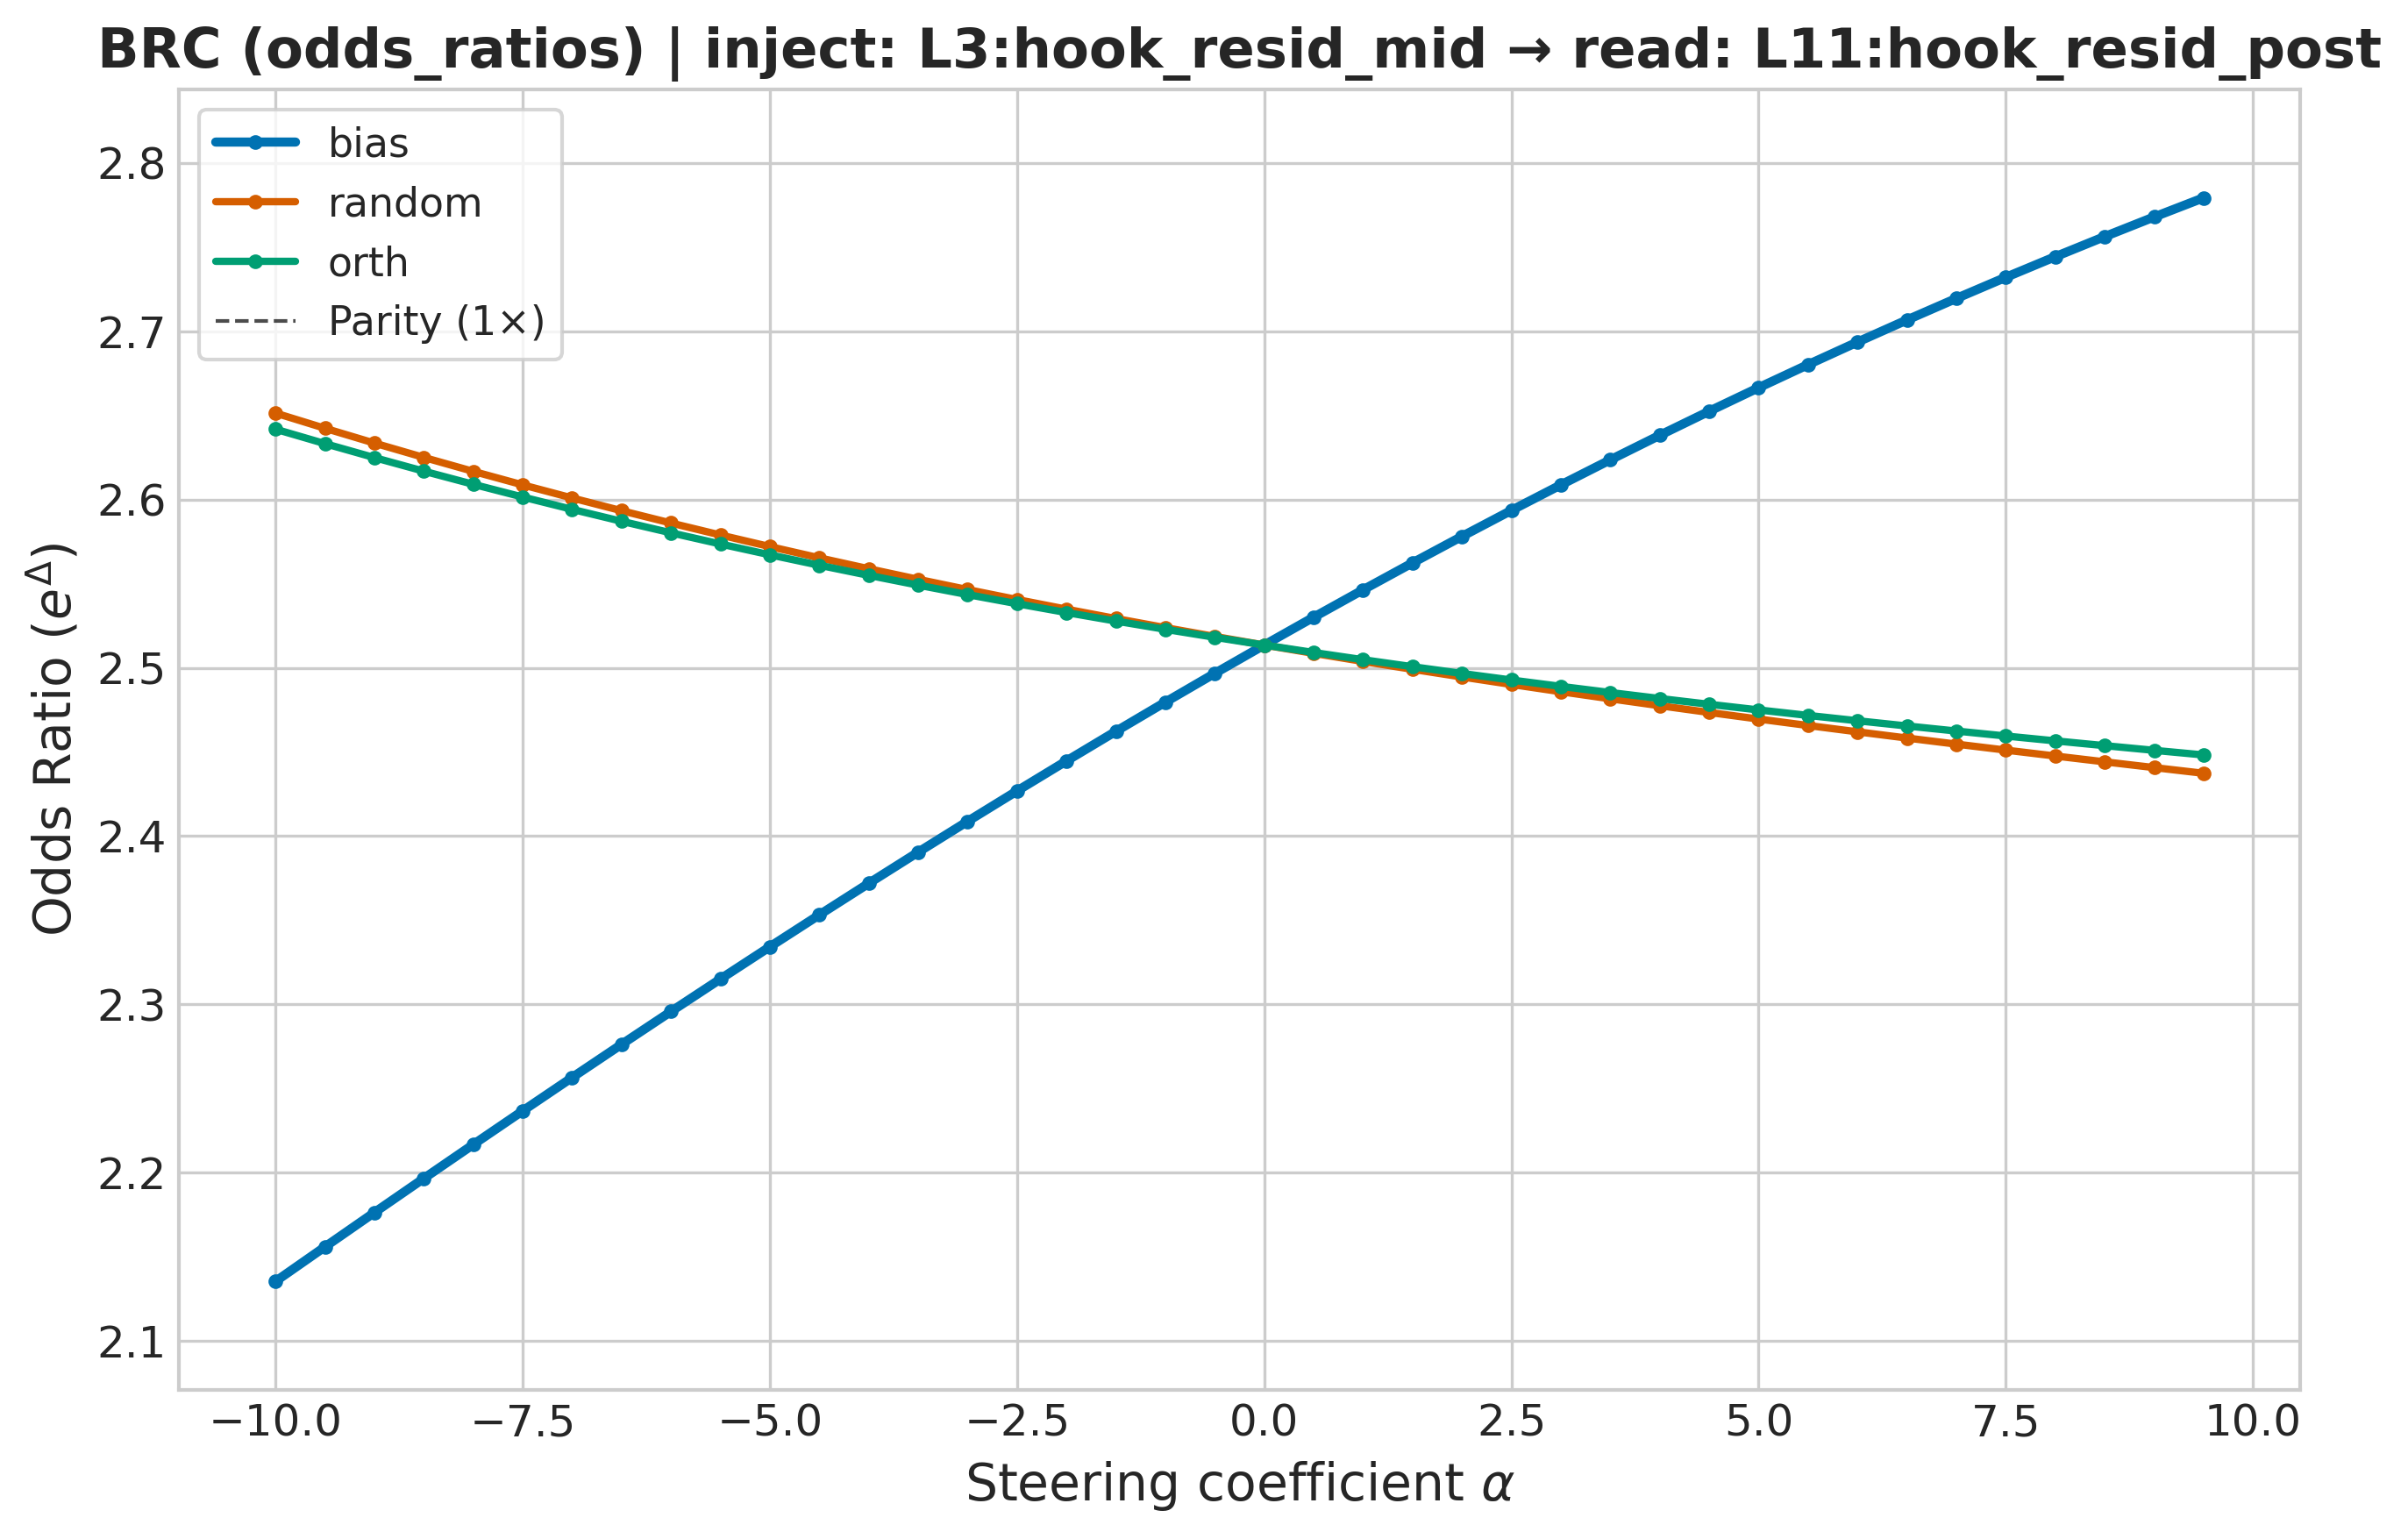 BRC (odds_ratios) | inject: L3:hook_resid_mid → read: L11:hook_resid_post
bias
random
orth
Parity (1×)
Odds Ratio (e^Δ)
2.8
2.7
2.6
2.5
2.4
2.3
2.2
2.1
−10.0 −7.5 −5.0 −2.5 0.0 2.5 5.0 7.5 10.0
Steering coefficient α